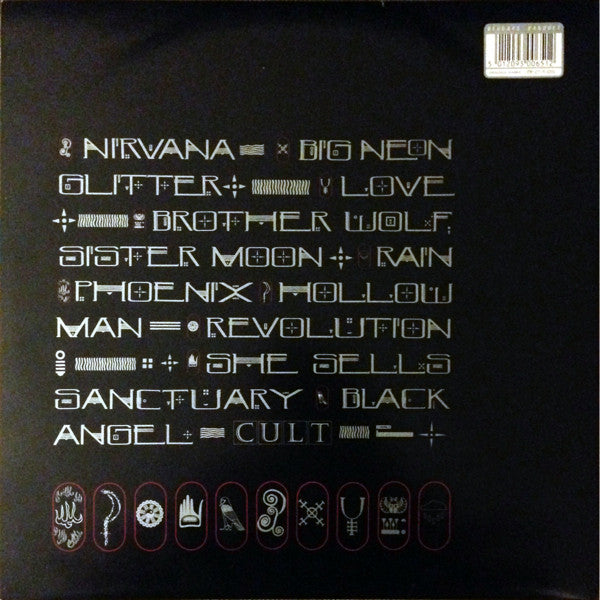 NIRVANA BIG NEON
GLITTER LOVE
BROTHER WOLF,
SISTER MOON RAIN
PHOENIX HOLLOW
MAN REVOLUTION
SHE SELLS
SANCTUARY BLACK
ANGEL CULT